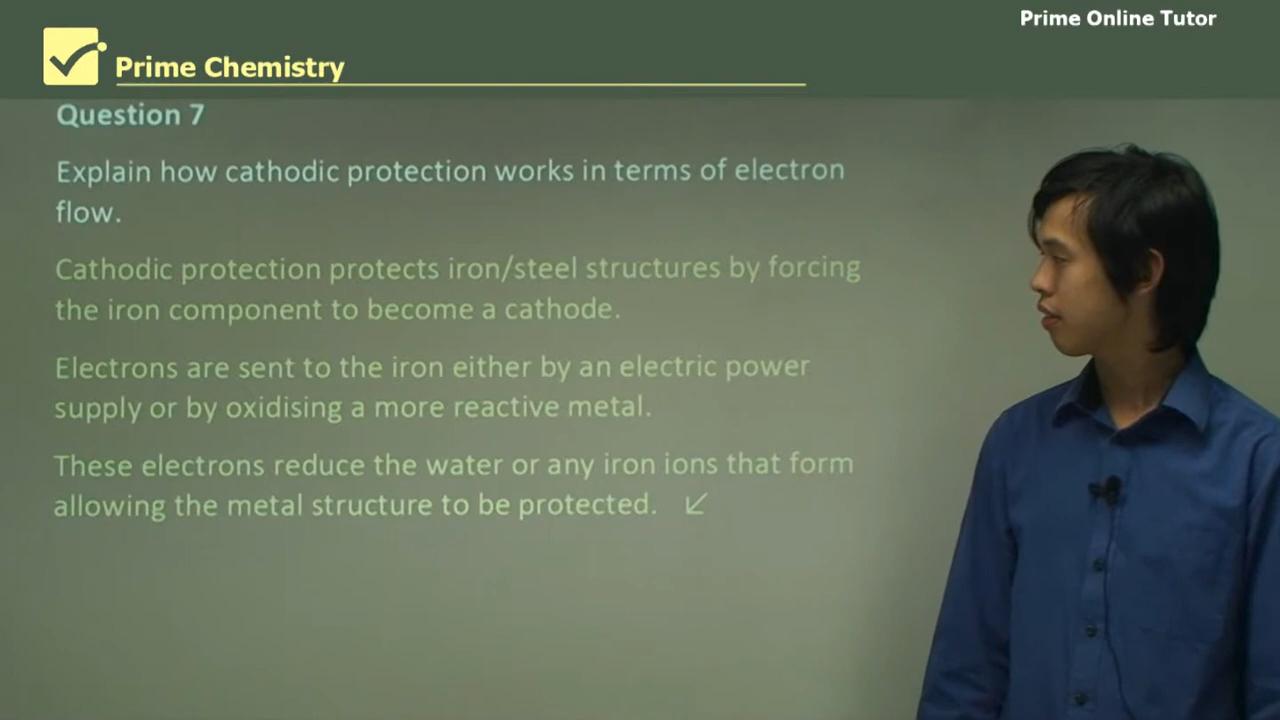 Prime Online Tutor
Prime Chemistry
Question 7
Explain how cathodic protection works in terms of electron
flow.
Cathodic protection protects iron/steel structures by forcing
the iron component to become a cathode.
Electrons are sent to the iron either by an electric power
supply or by oxidising a more reactive metal.
These electrons reduce the water or any iron ions that form
allowing the metal structure to be protected.